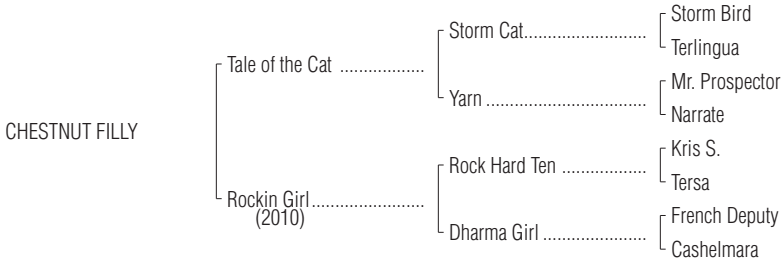 Storm Bird
Storm Cat
Terlingua
Tale of the Cat
Mr. Prospector
Yarn
Narrate
CHESTNUT FILLY
Kris S.
Rock Hard Ten
Tersa
Rockin Girl
(2010)
French Deputy
Dharma Girl
Cashelmara